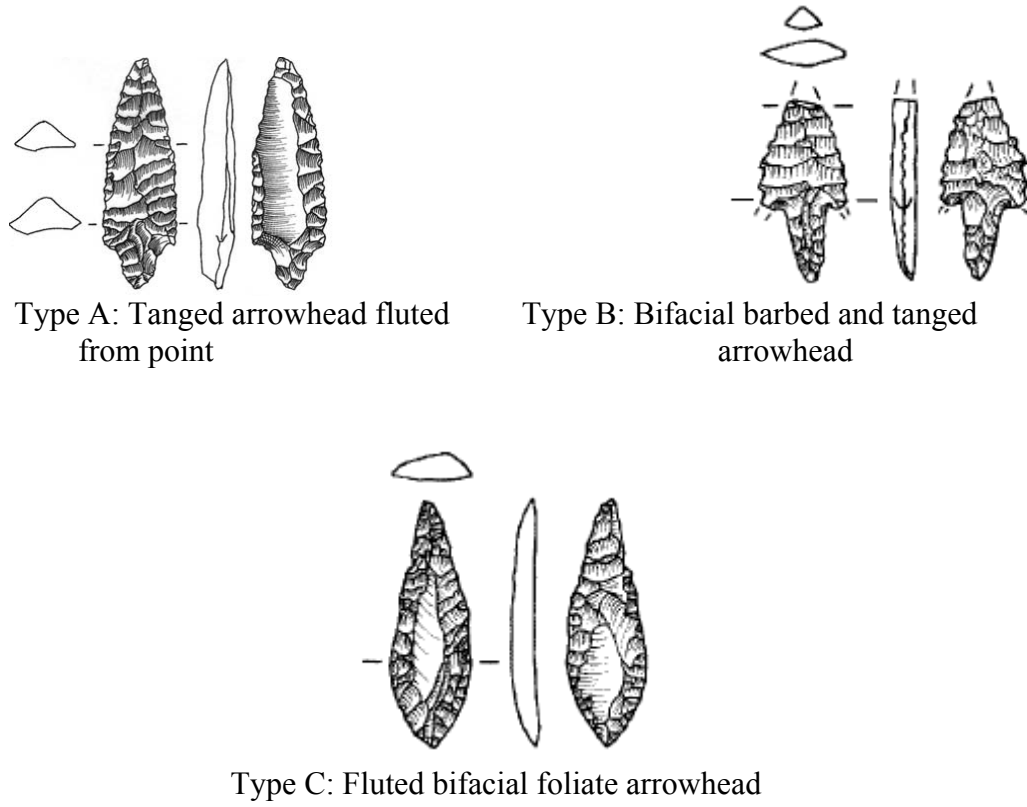 Type A: Tanged arrowhead fluted
from point
Type B: Bifacial barbed and tanged
arrowhead
Type C: Fluted bifacial foliate arrowhead